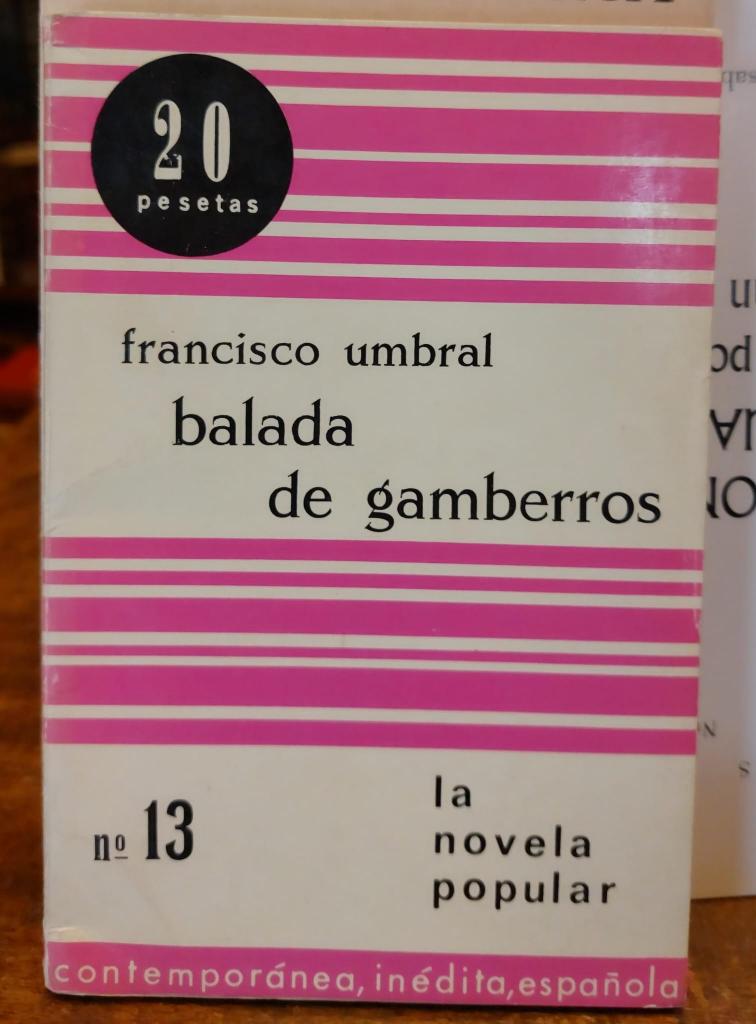 20
pesetas
francisco umbral
balada
de gamberros
nº 13
la
novela
popular
contemporánea, inédita, española